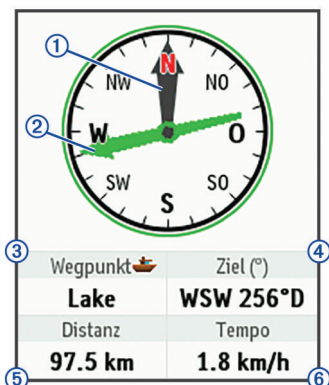 ①
N
NW NO
②
W O
SW SO
S
③ ④
Wegpunkt Ziel (°)
Lake WSW 256°D
Distanz Tempo
97.5 km 1.8 km/h
⑤ ⑥